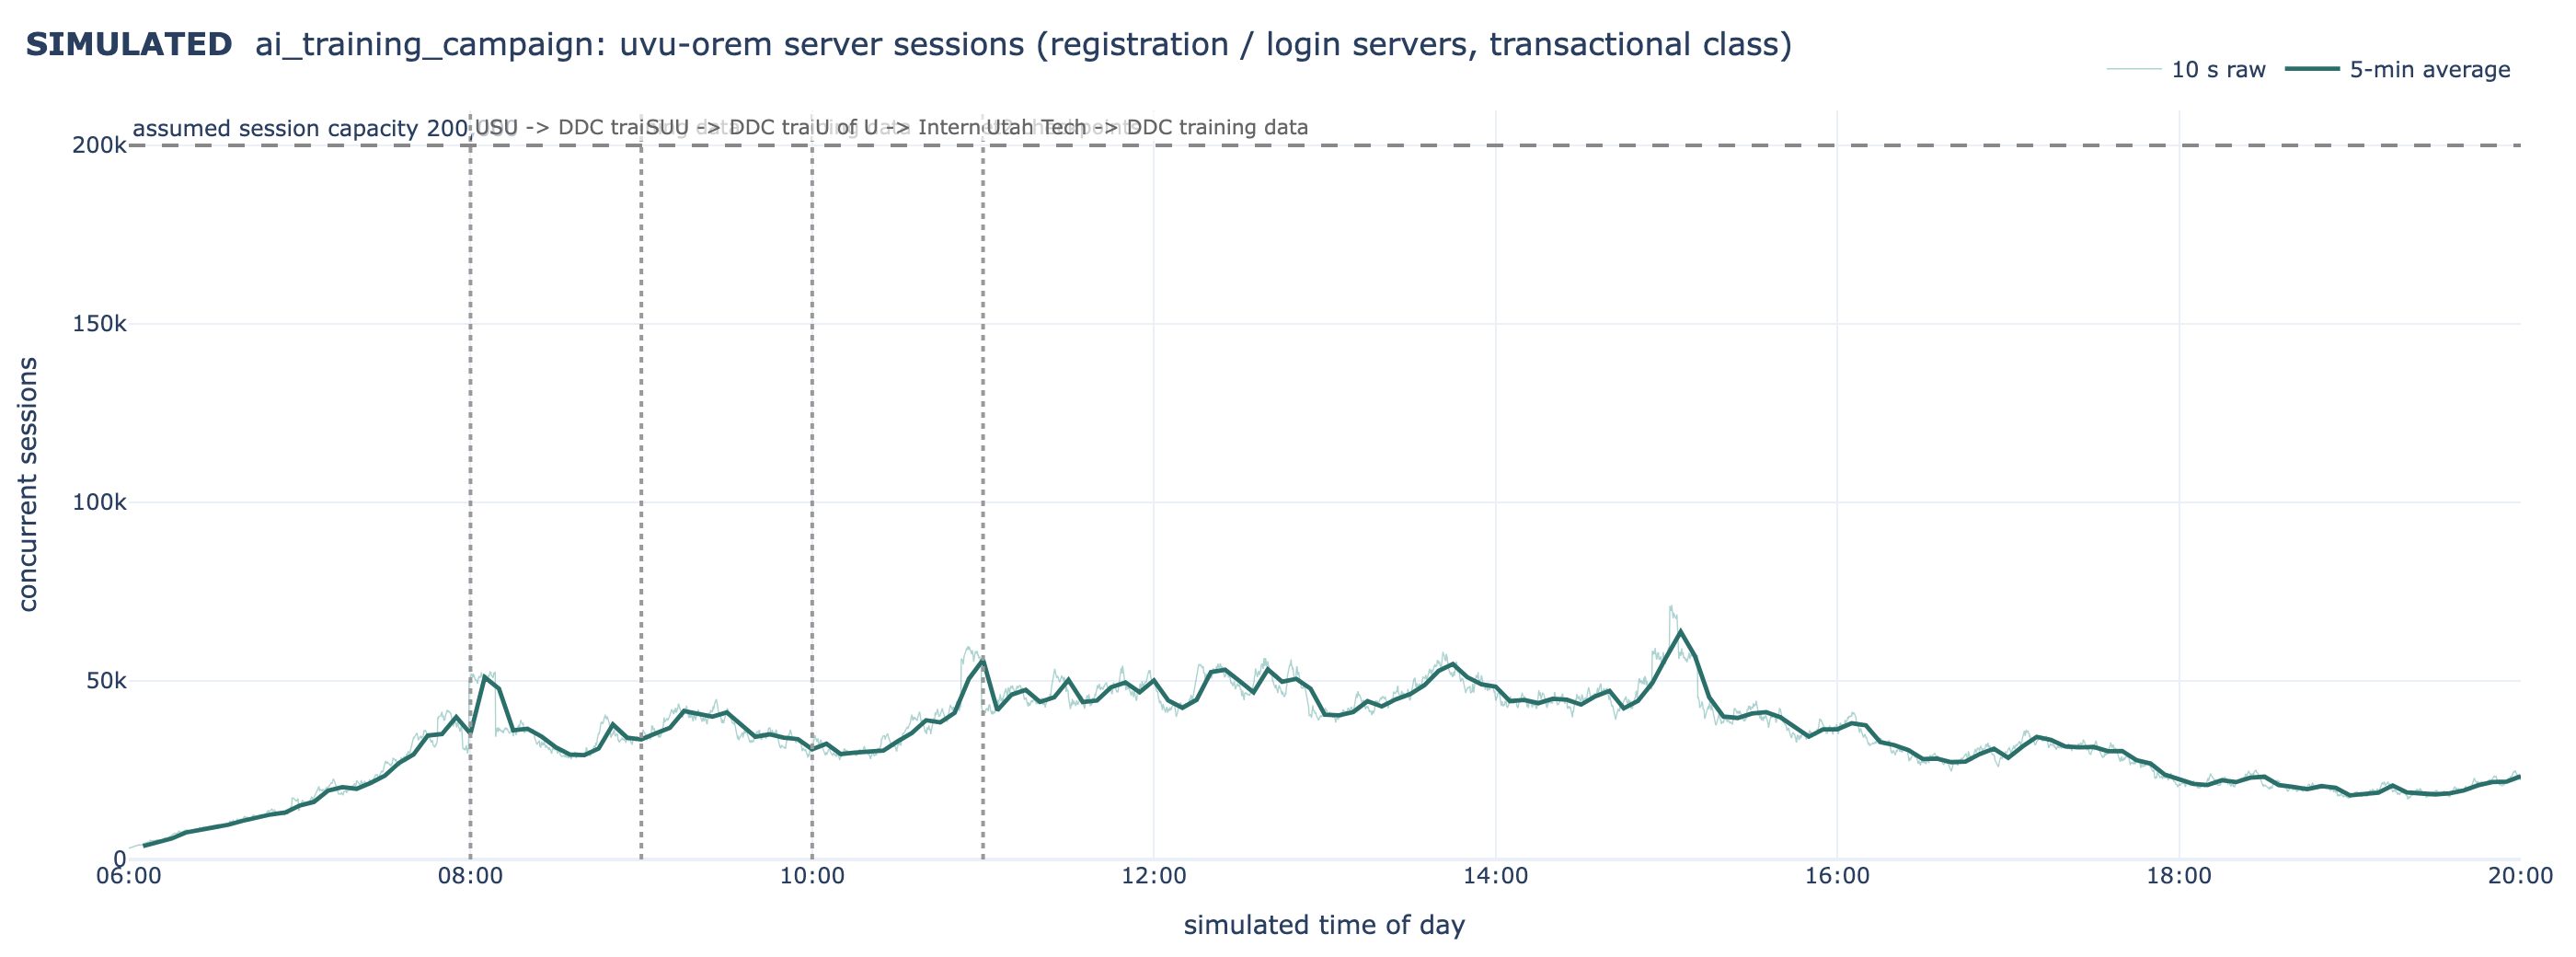 SIMULATED ai_training_campaign: uvu-orem server sessions (registration / login servers, transactional class)
10 s raw 5-min average
assumed session capacity 200, USU -> DDC trai SUU -> DDC trai U of U -> Intern Utah Tech -> DDC training data
200k
150k
100k
50k
0
concurrent sessions
06:00 08:00 10:00 12:00 14:00 16:00 18:00 20:00
simulated time of day